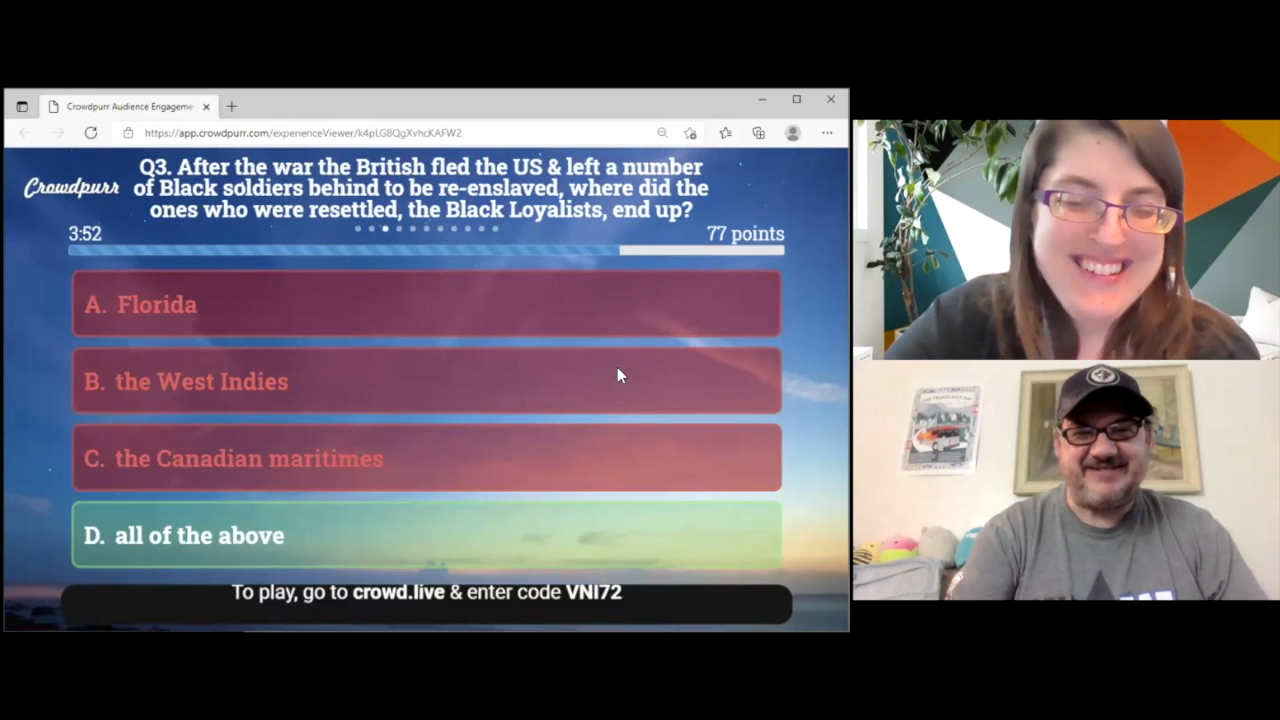 Crowdpurr Audience Engageme
https://app.crowdpurr.com/experienceViewer/k4pLG8QgXvhcKAFW2
Crowdpurr
Q3. After the war the British fled the US & left a number
of Black soldiers behind to be re-enslaved, where did the
ones who were resettled, the Black Loyalists, end up?
3:52
77 points
A. Florida
B. the West Indies
C. the Canadian maritimes
D. all of the above
To play, go to crowd.live & enter code VNI72